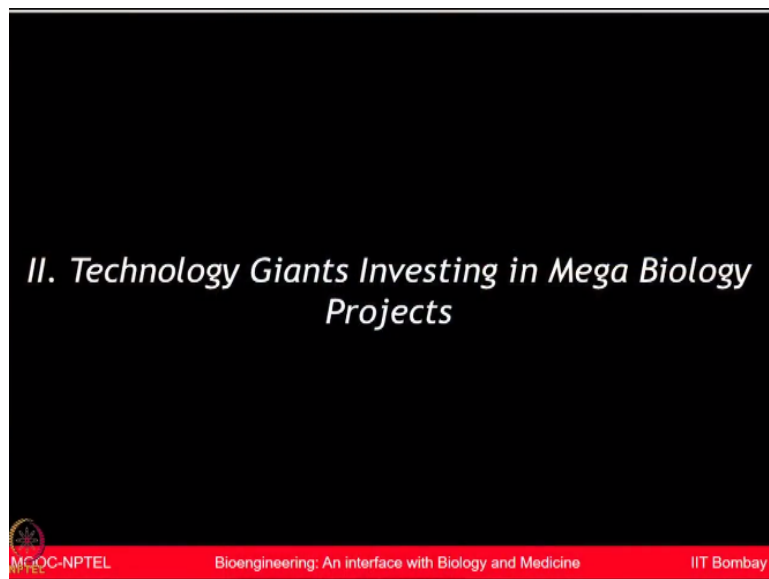 II. Technology Giants Investing in Mega Biology
Projects
NPTEL
MOOC-NPTEL
Bioengineering: An interface with Biology and Medicine
IIT Bombay